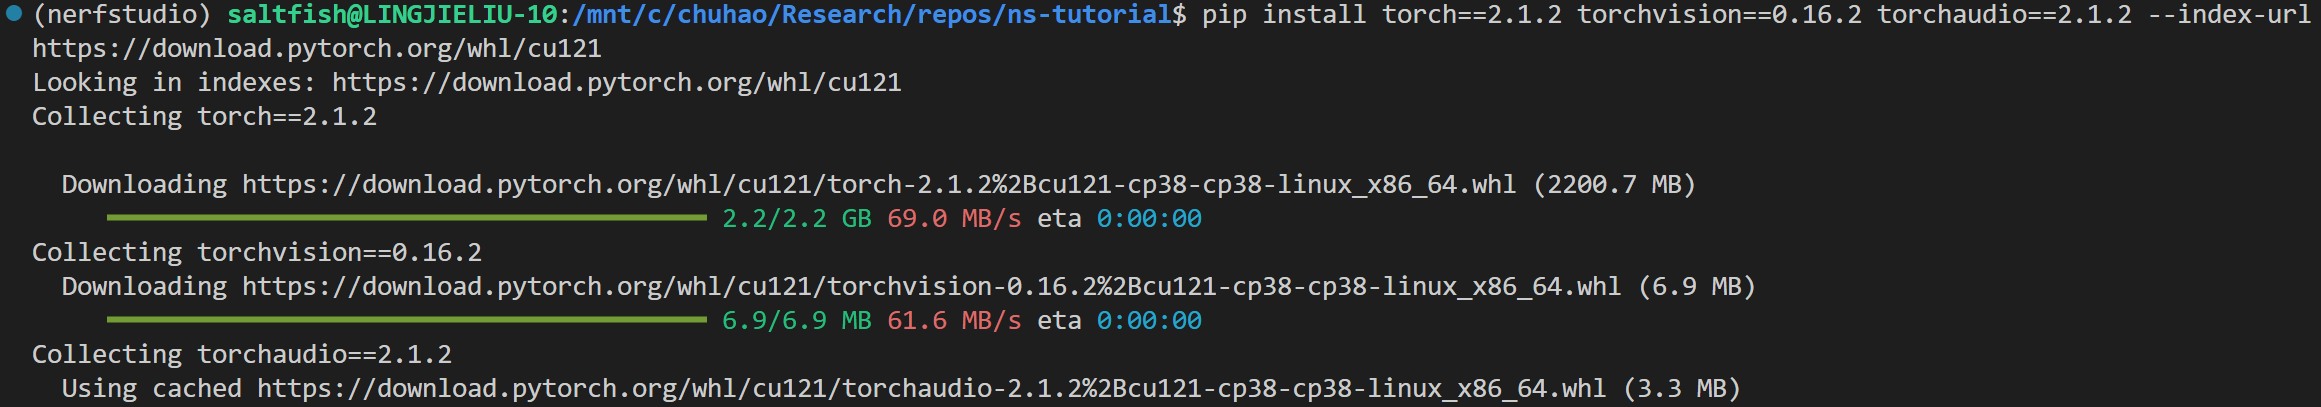 (nerfstudio) saltfish@LINGJIELIU-10:/mnt/c/chuhao/Research/repos/ns-tutorial$ pip install torch==2.1.2 torchvision==0.16.2 torchaudio==2.1.2 --index-url
https://download.pytorch.org/whl/cu121
Looking in indexes: https://download.pytorch.org/whl/cu121
Collecting torch==2.1.2
Downloading https://download.pytorch.org/whl/cu121/torch-2.1.2%2Bcu121-cp38-cp38-linux_x86_64.whl (2200.7 MB)
2.2/2.2 GB 69.0 MB/s eta 0:00:00
Collecting torchvision==0.16.2
Downloading https://download.pytorch.org/whl/cu121/torchvision-0.16.2%2Bcu121-cp38-cp38-linux_x86_64.whl (6.9 MB)
6.9/6.9 MB 61.6 MB/s eta 0:00:00
Collecting torchaudio==2.1.2
Using cached https://download.pytorch.org/whl/cu121/torchaudio-2.1.2%2Bcu121-cp38-cp38-linux_x86_64.whl (3.3 MB)